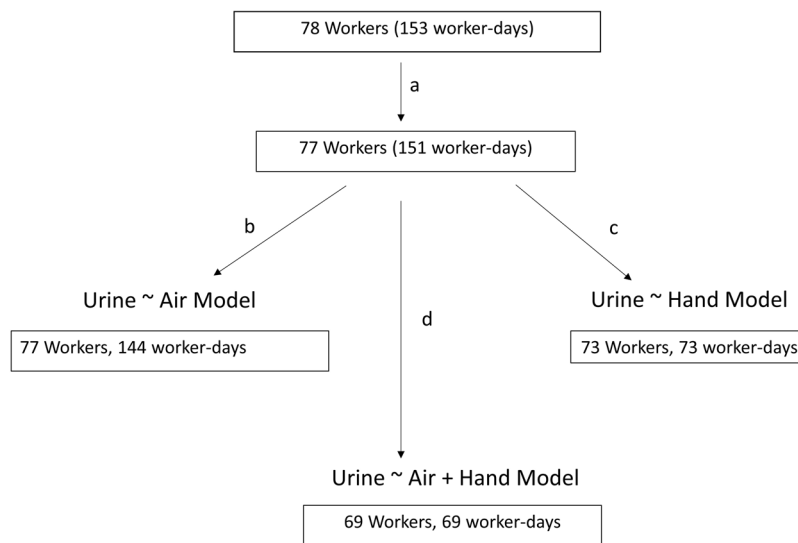 78 Workers (153 worker-days)
a
77 Workers (151 worker-days)
b
c
Urine ~ Air Model
Urine ~ Hand Model
d
77 Workers, 144 worker-days
73 Workers, 73 worker-days
Urine ~ Air + Hand Model
69 Workers, 69 worker-days